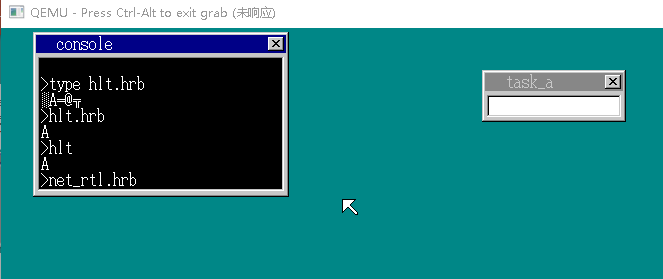 QEMU - Press Ctrl-Alt to exit grab (未响应)
console
task_a
>type hlt.hrb
▒A=@╦
>hlt.hrb
A
>hlt
A
>net_rtl.hrb